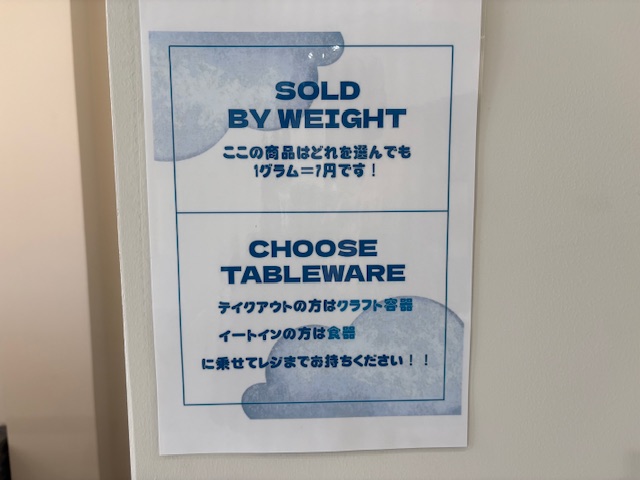 SOLD
BY WEIGHT
ここの商品はどれを選んでも
1グラム＝7円です！
CHOOSE
TABLEWARE
テイクアウトの方はクラフト容器
イートインの方は食器
に乗せてレジまでお持ちください！！